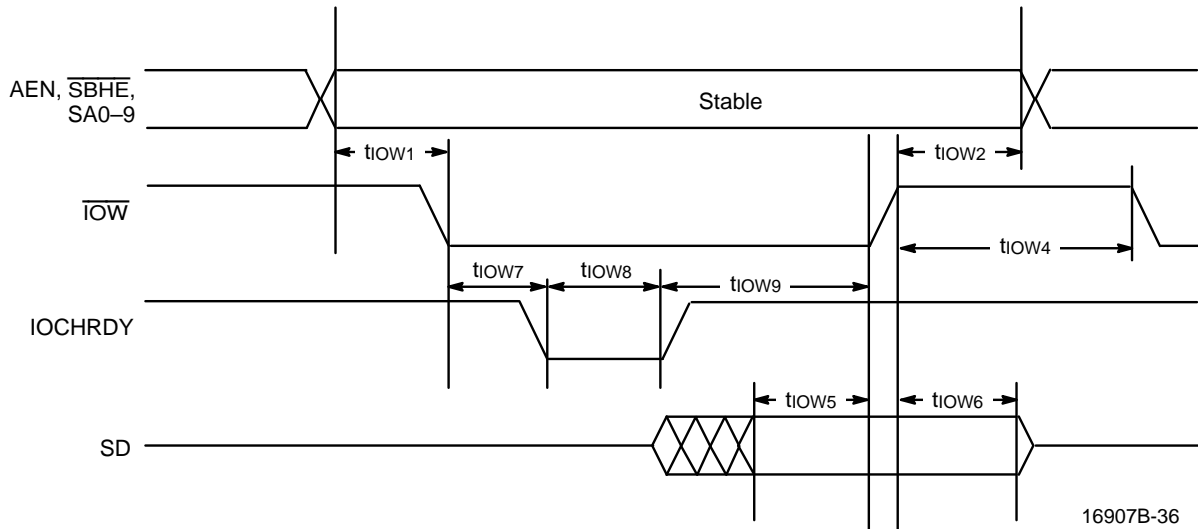 AEN, SBHE,
SA0–9
Stable
tIOW1
tIOW2
IOW
tIOW4
tIOW7
tIOW8
tIOW9
IOCHRDY
tIOW5
tIOW6
SD
16907B-36